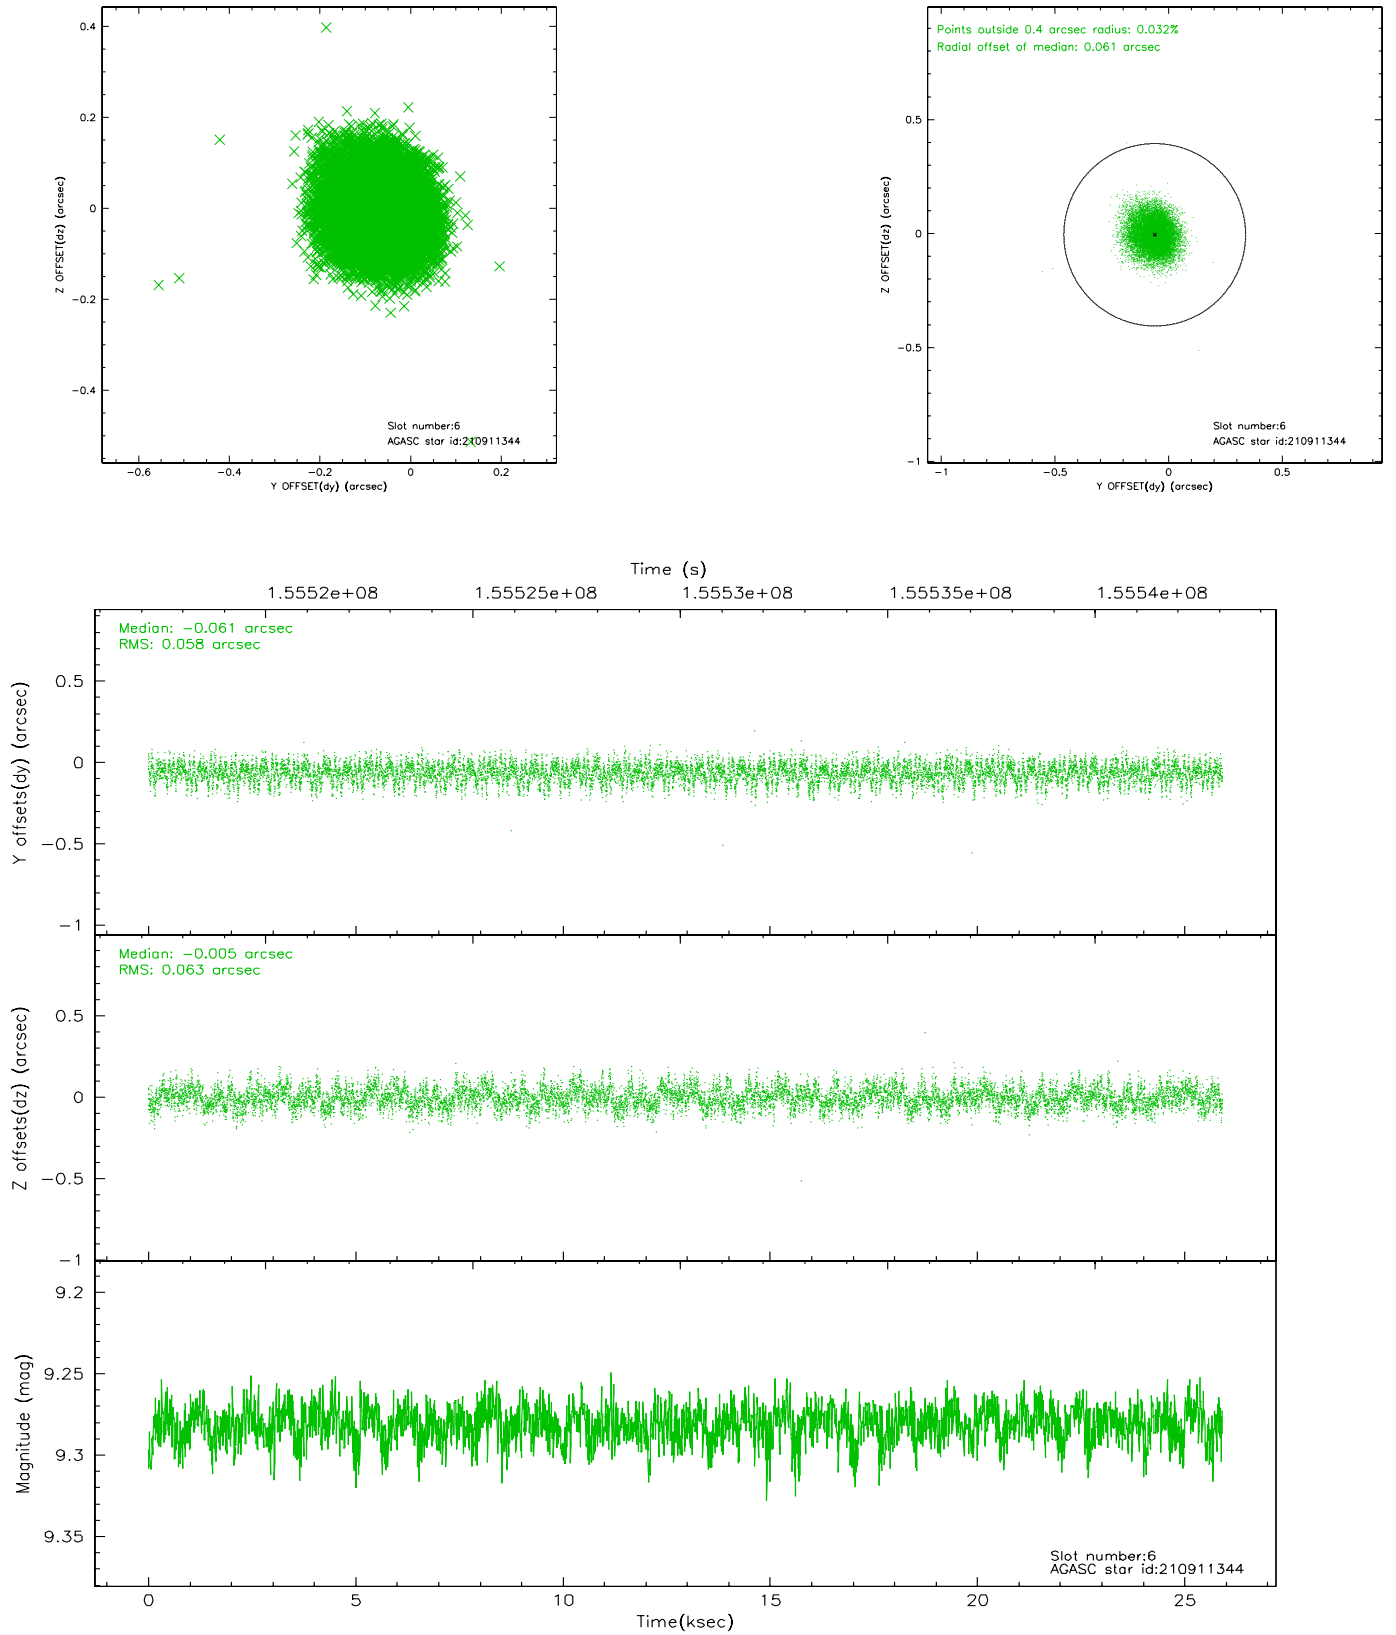 0.4
0.2
0
−0.2
−0.4
Z OFFSET(dz) (arcsec)
Slot number:6
AGASC star id:210911344
−0.6
−0.4
−0.2
0
0.2
Y OFFSET(dy) (arcsec)
Points outside 0.4 arcsec radius: 0.032%
Radial offset of median: 0.061 arcsec
0.5
0
−0.5
−1
Z OFFSET(dz) (arcsec)
Slot number:6
AGASC star id:210911344
−1
−0.5
0
0.5
Y OFFSET(dy) (arcsec)
Time (s)
1.5552e+08
1.55525e+08
1.5553e+08
1.55535e+08
1.5554e+08
Median: −0.061 arcsec
RMS: 0.058 arcsec
0.5
0
−0.5
−1
Y offsets(dy) (arcsec)
Median: −0.005 arcsec
RMS: 0.063 arcsec
0.5
0
−0.5
−1
Z offsets(dz) (arcsec)
9.2
9.25
9.3
9.35
Magnitude (mag)
Slot number:6
AGASC star id:210911344
0
5
10
15
20
25
Time(ksec)